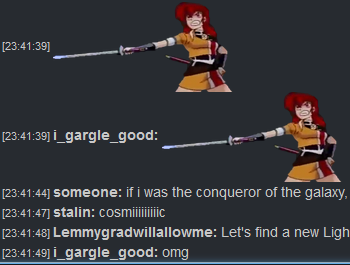 [23:41:39]
[23:41:39] i_gargle_good:
[23:41:44] someone: if i was the conqueror of the galaxy,
[23:41:47] stalin: cosmiiiiiiiiiic
[23:41:48] Lemmygradwillallowme: Let's find a new Ligh
[23:41:49] i_gargle_good: omg